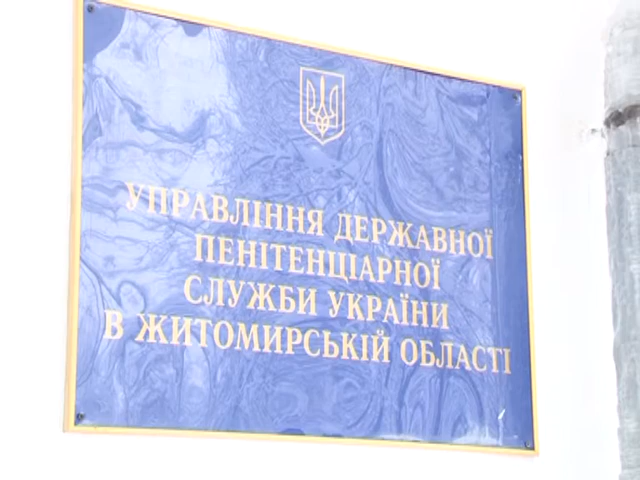 УПРАВЛІННЯ ДЕРЖАВНОЇ
ПЕНІТЕНЦІАРНОЇ
СЛУЖБИ УКРАЇНИ
В ЖИТОМИРСЬКІЙ ОБЛАСТІ